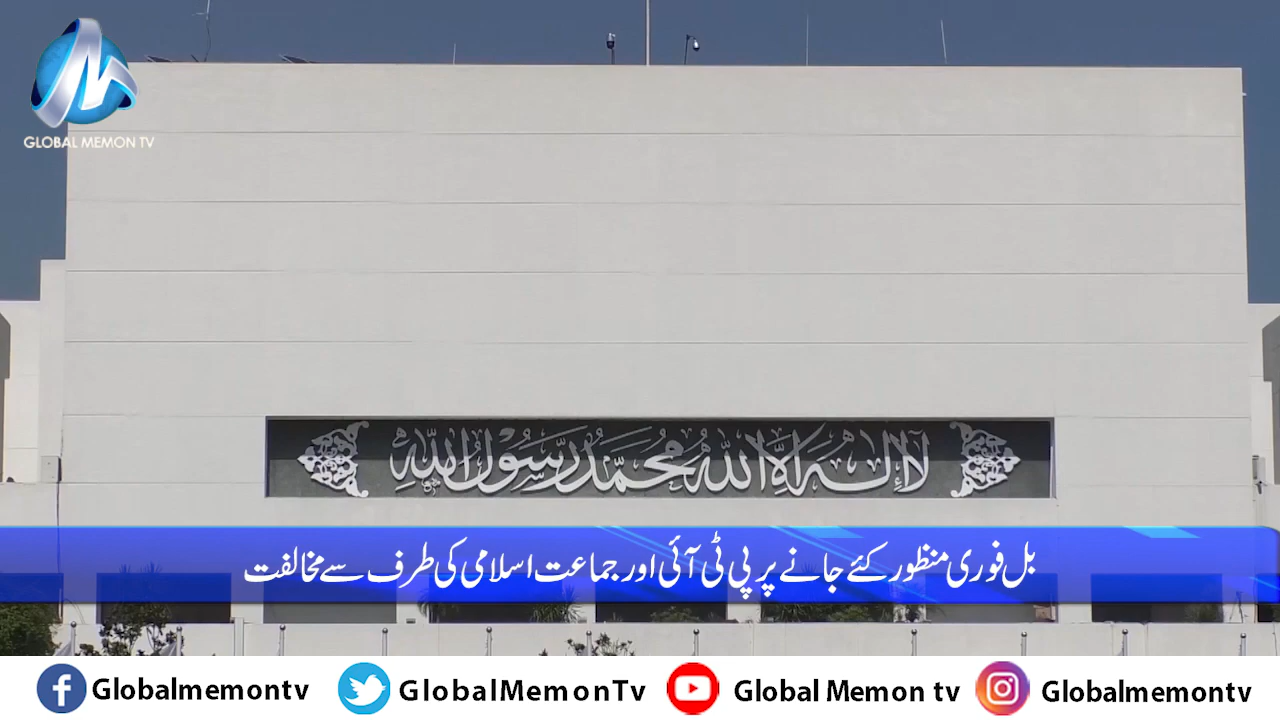 GLOBAL MEMON TV
لا إله إلا الله محمد رسول الله
بل فوری منظور کئے جانے پر پی ٹی آئی اور جماعت اسلامی کی طرف سے مخالفت
Globalmemontv
GlobalMemonTv
Global Memon tv
Globalmemontv